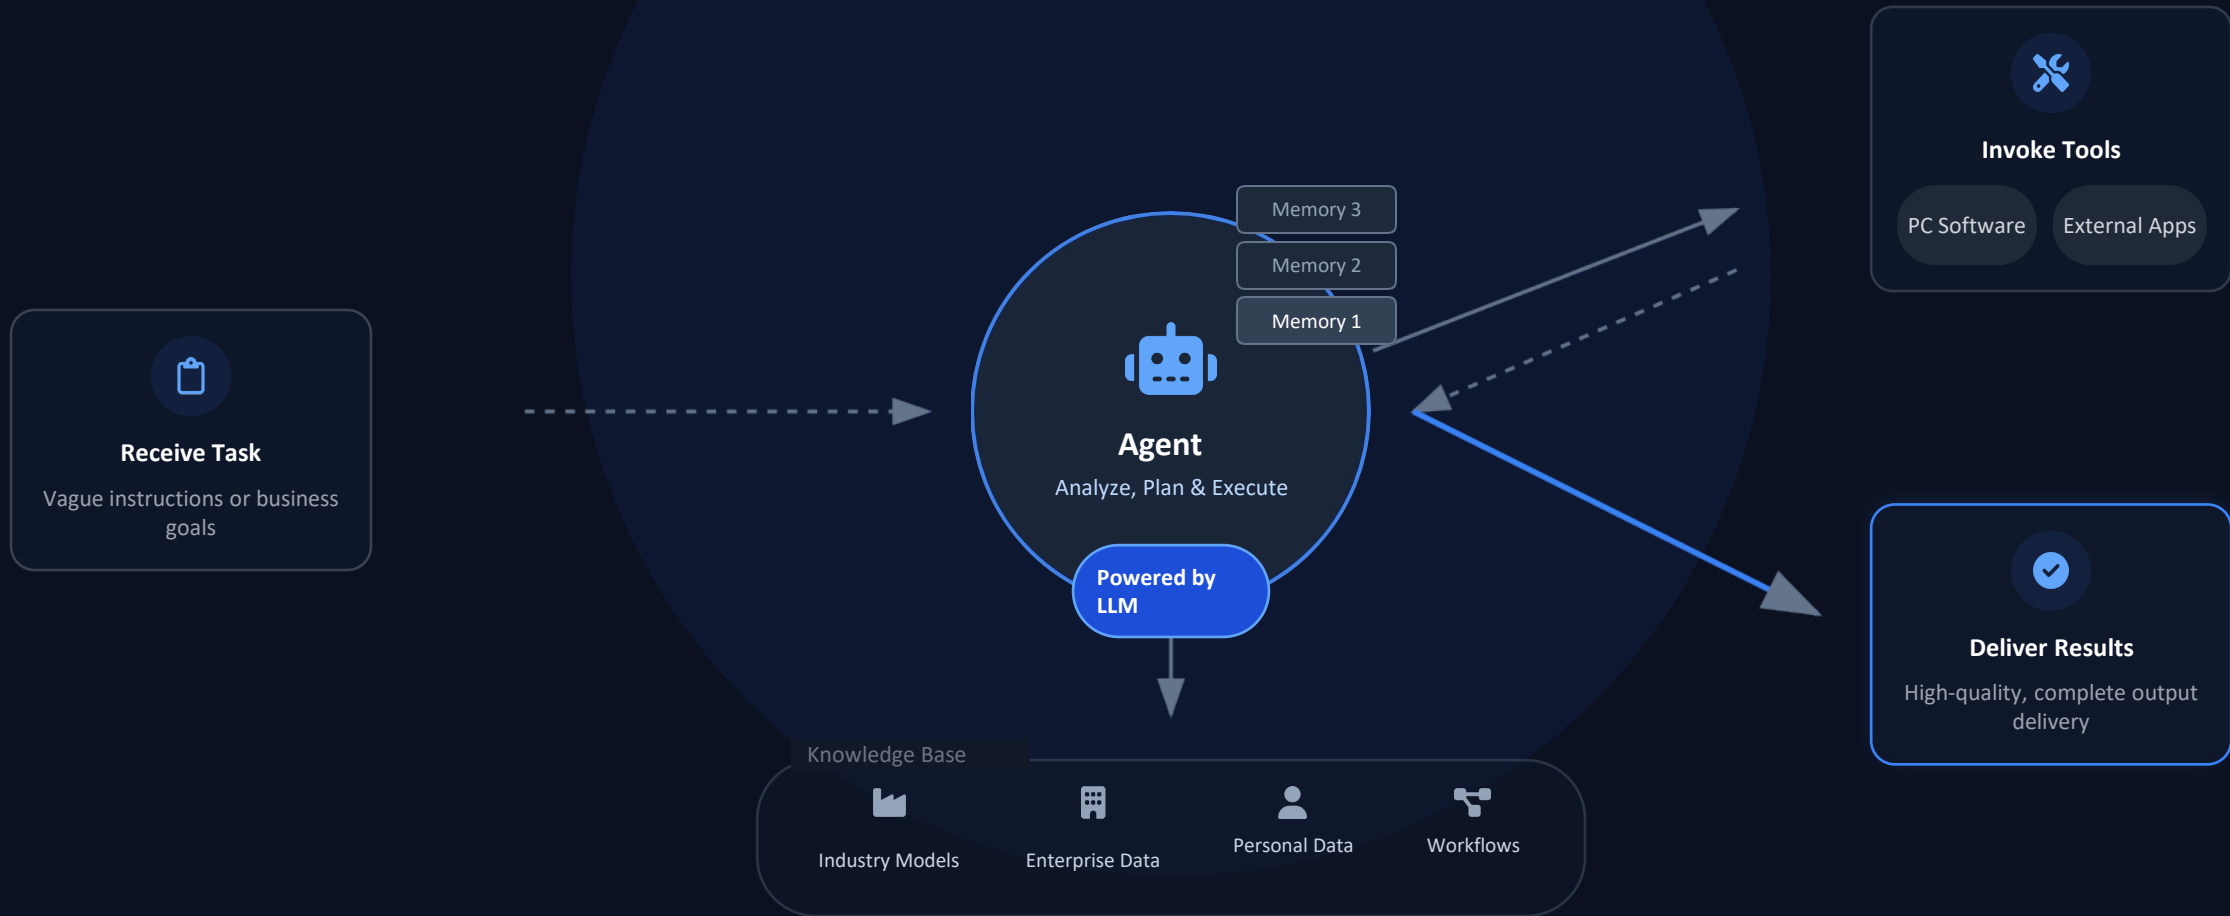 Receive Task
Vague instructions or business
goals
Memory 3
Memory 2
Memory 1
Agent
Analyze, Plan & Execute
Powered by
LLM
Invoke Tools
PC Software
External Apps
Deliver Results
High-quality, complete output
delivery
Knowledge Base
Industry Models
Enterprise Data
Personal Data
Workflows